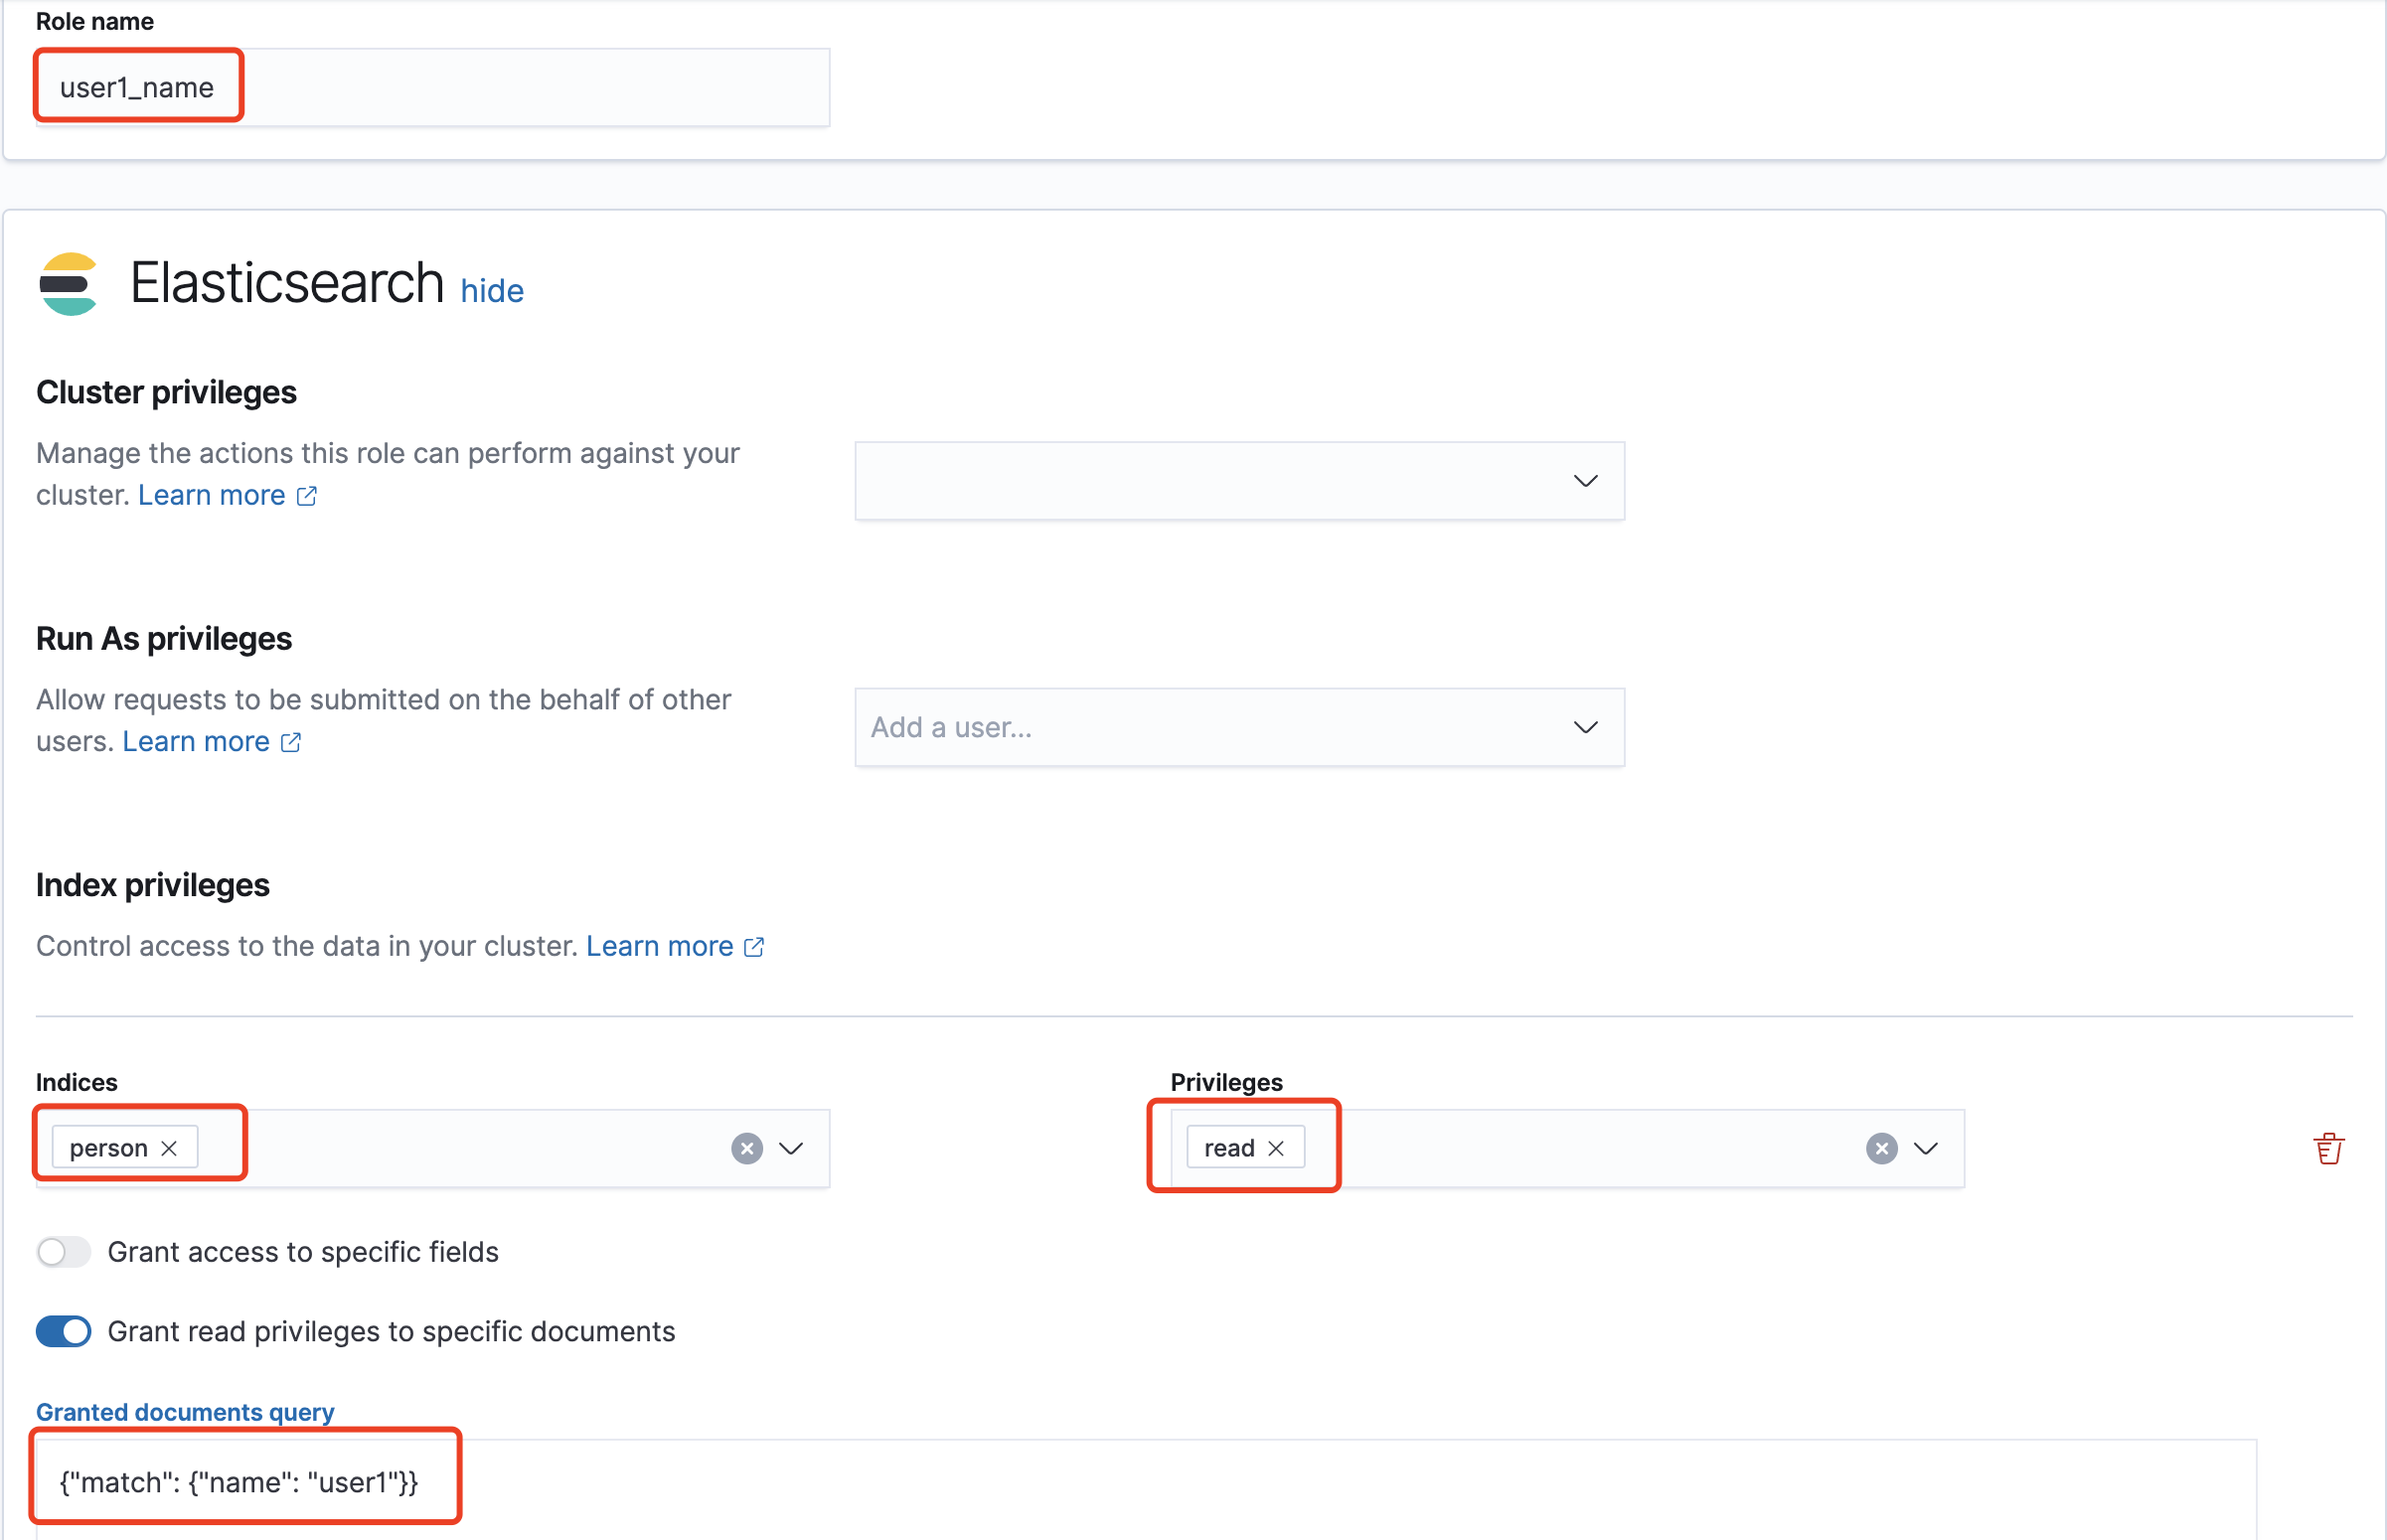 Role name
user1_name
Elasticsearch hide
Cluster privileges
Manage the actions this role can perform against your
cluster. Learn more
Run As privileges
Allow requests to be submitted on the behalf of other
users. Learn more
Add a user...
Index privileges
Control access to the data in your cluster. Learn more
Indices
person
Privileges
read
Grant access to specific fields
Grant read privileges to specific documents
Granted documents query
{"match": {"name": "user1"}}